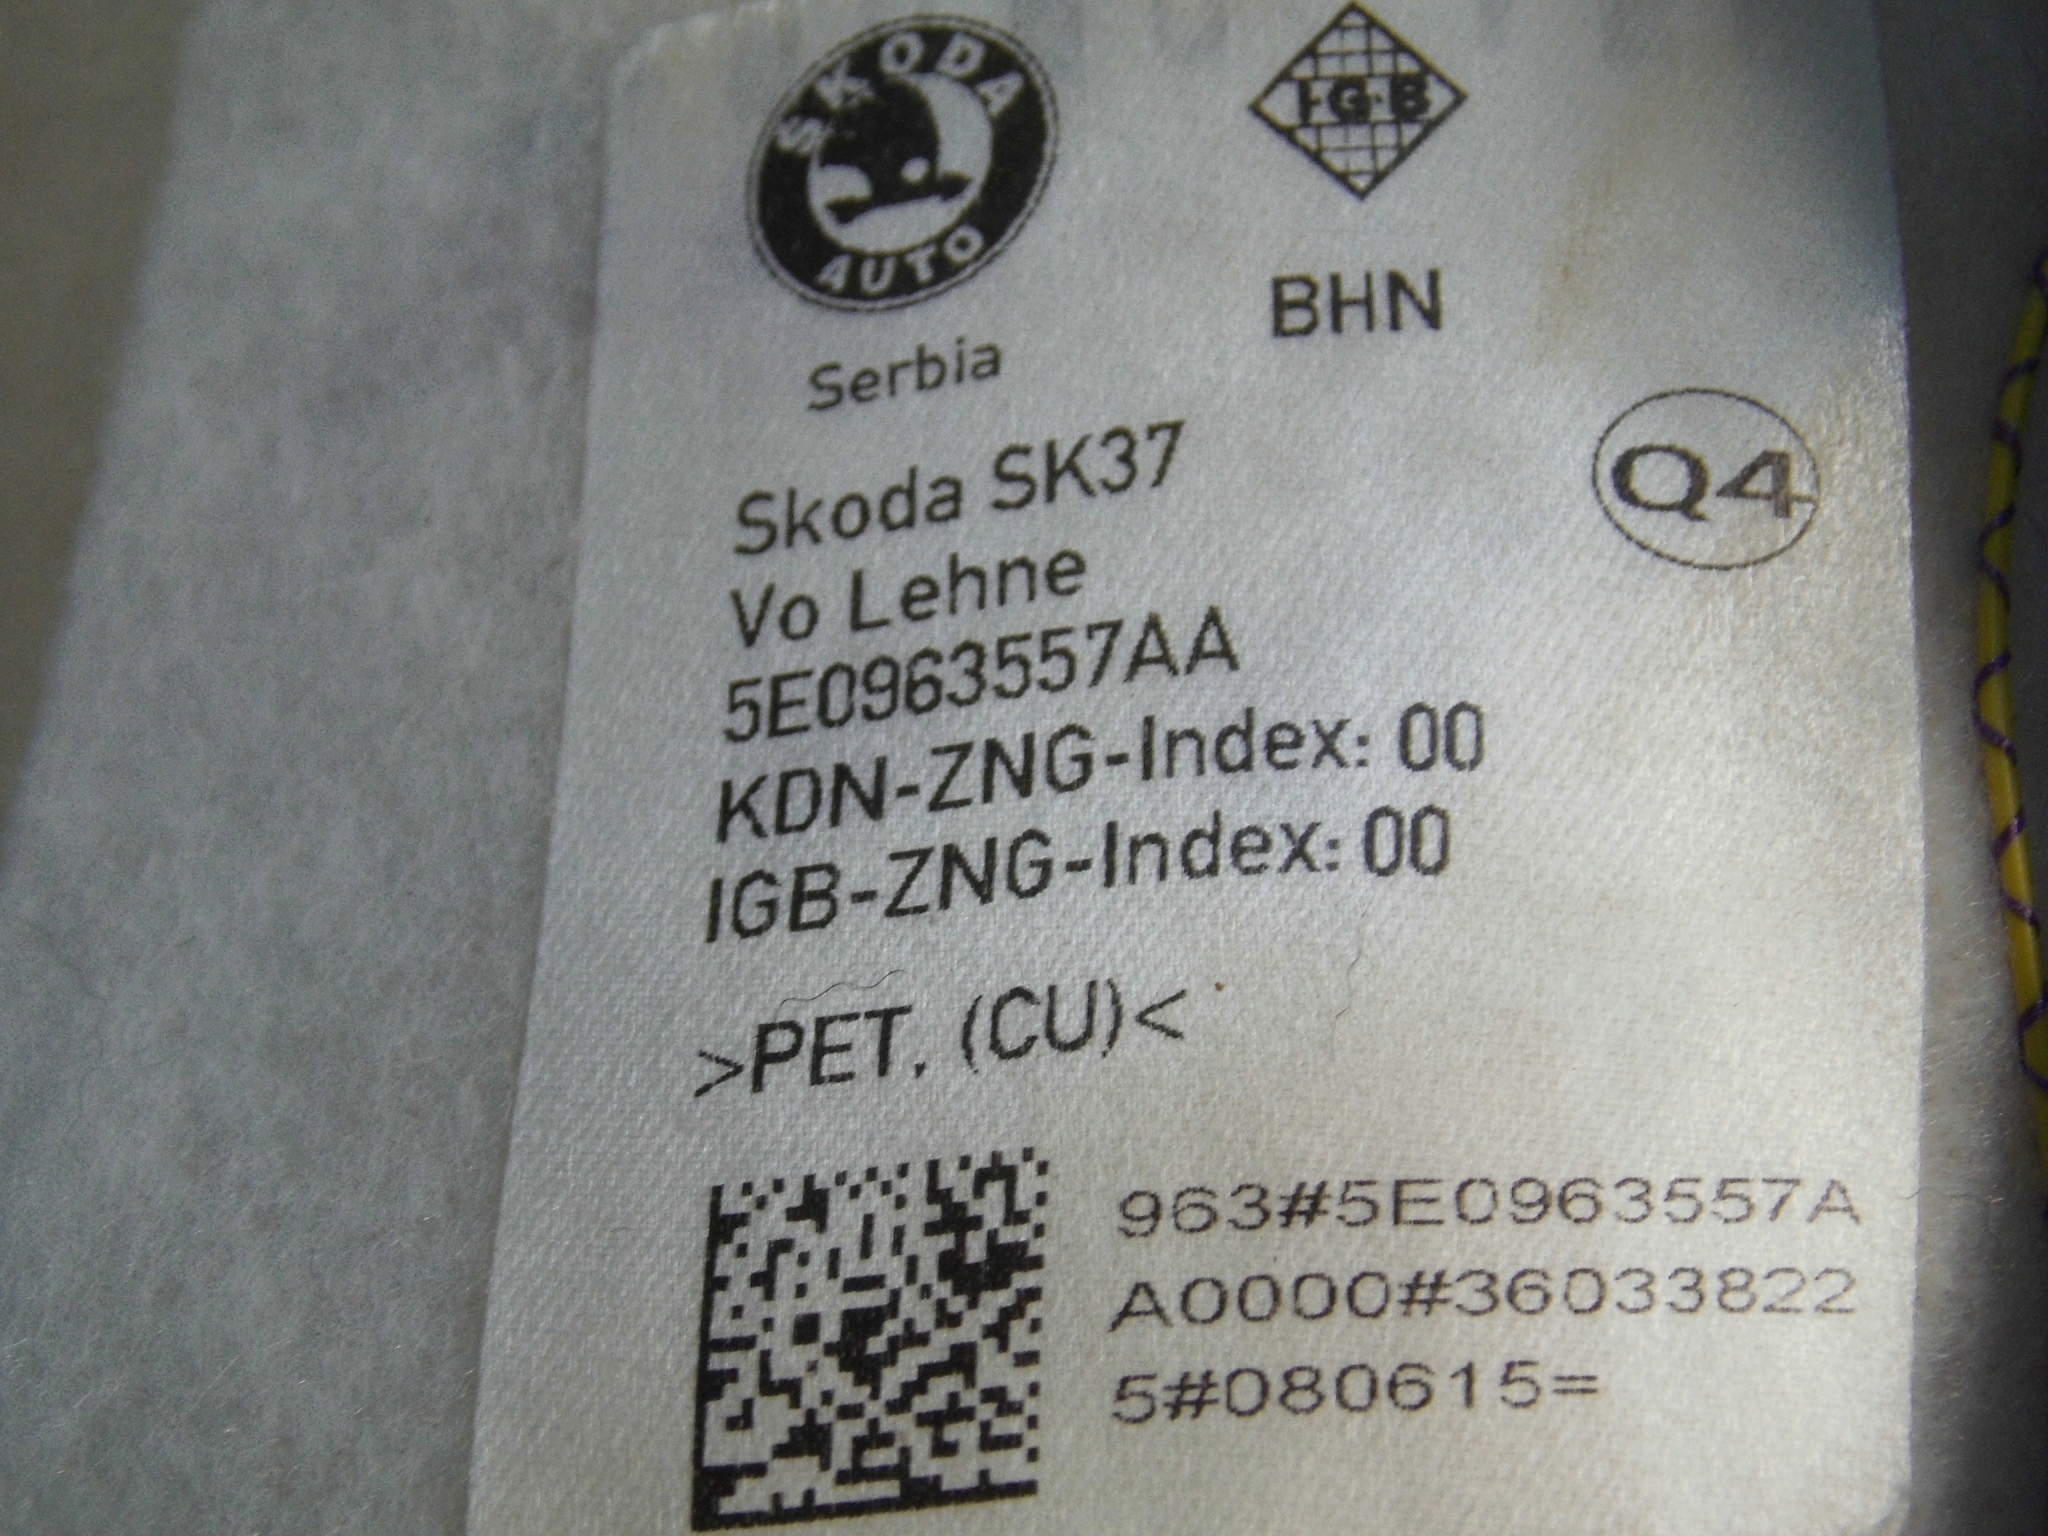 SKODA
AUTO
I·G·B
Serbia
BHN
Skoda SK37
Q4
Vo Lehne
5E0963557AA
KDN-ZNG-Index: 00
IGB-ZNG-Index: 00
>PET, (CU)<
963#5E0963557A
A0000#36033822
5#080615=